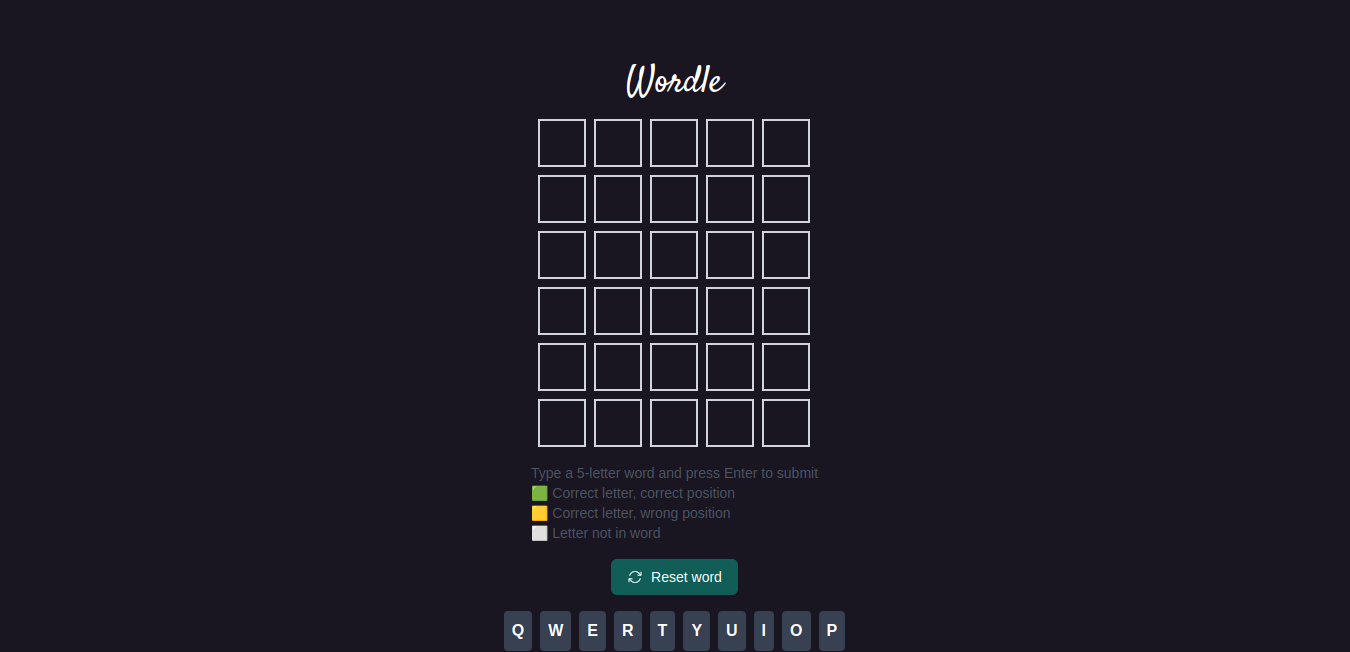 Wordle
Type a 5-letter word and press Enter to submit
🟩 Correct letter, correct position
🟨 Correct letter, wrong position
⬜ Letter not in word
Reset word
Q W E R T Y U I O P